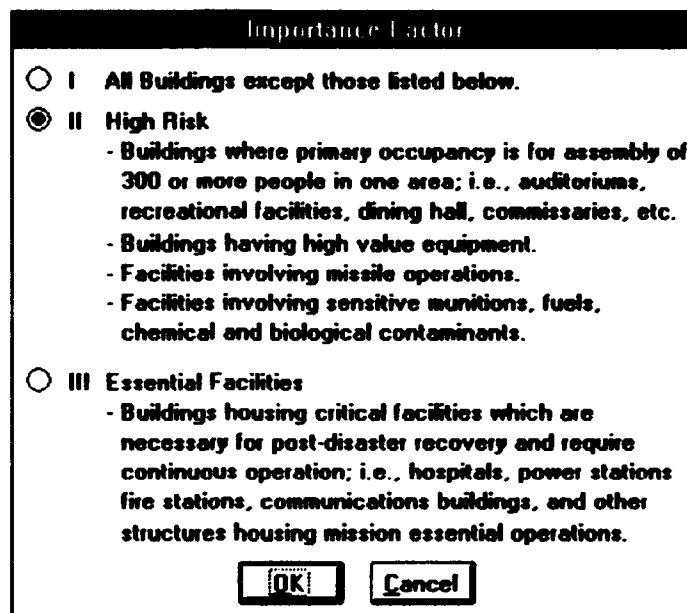 Importance Factor
I All Buildings except those listed below.
II High Risk
- Buildings where primary occupancy is for assembly of
300 or more people in one area; i.e., auditoriums,
recreational facilities, dining hall, commissaries, etc.
- Buildings having high value equipment.
- Facilities involving missile operations.
- Facilities involving sensitive munitions, fuels,
chemical and biological contaminants.
III Essential Facilities
- Buildings housing critical facilities which are
necessary for post-disaster recovery and require
continuous operation; i.e., hospitals, power stations
fire stations, communications buildings, and other
structures housing mission essential operations.
OK Cancel